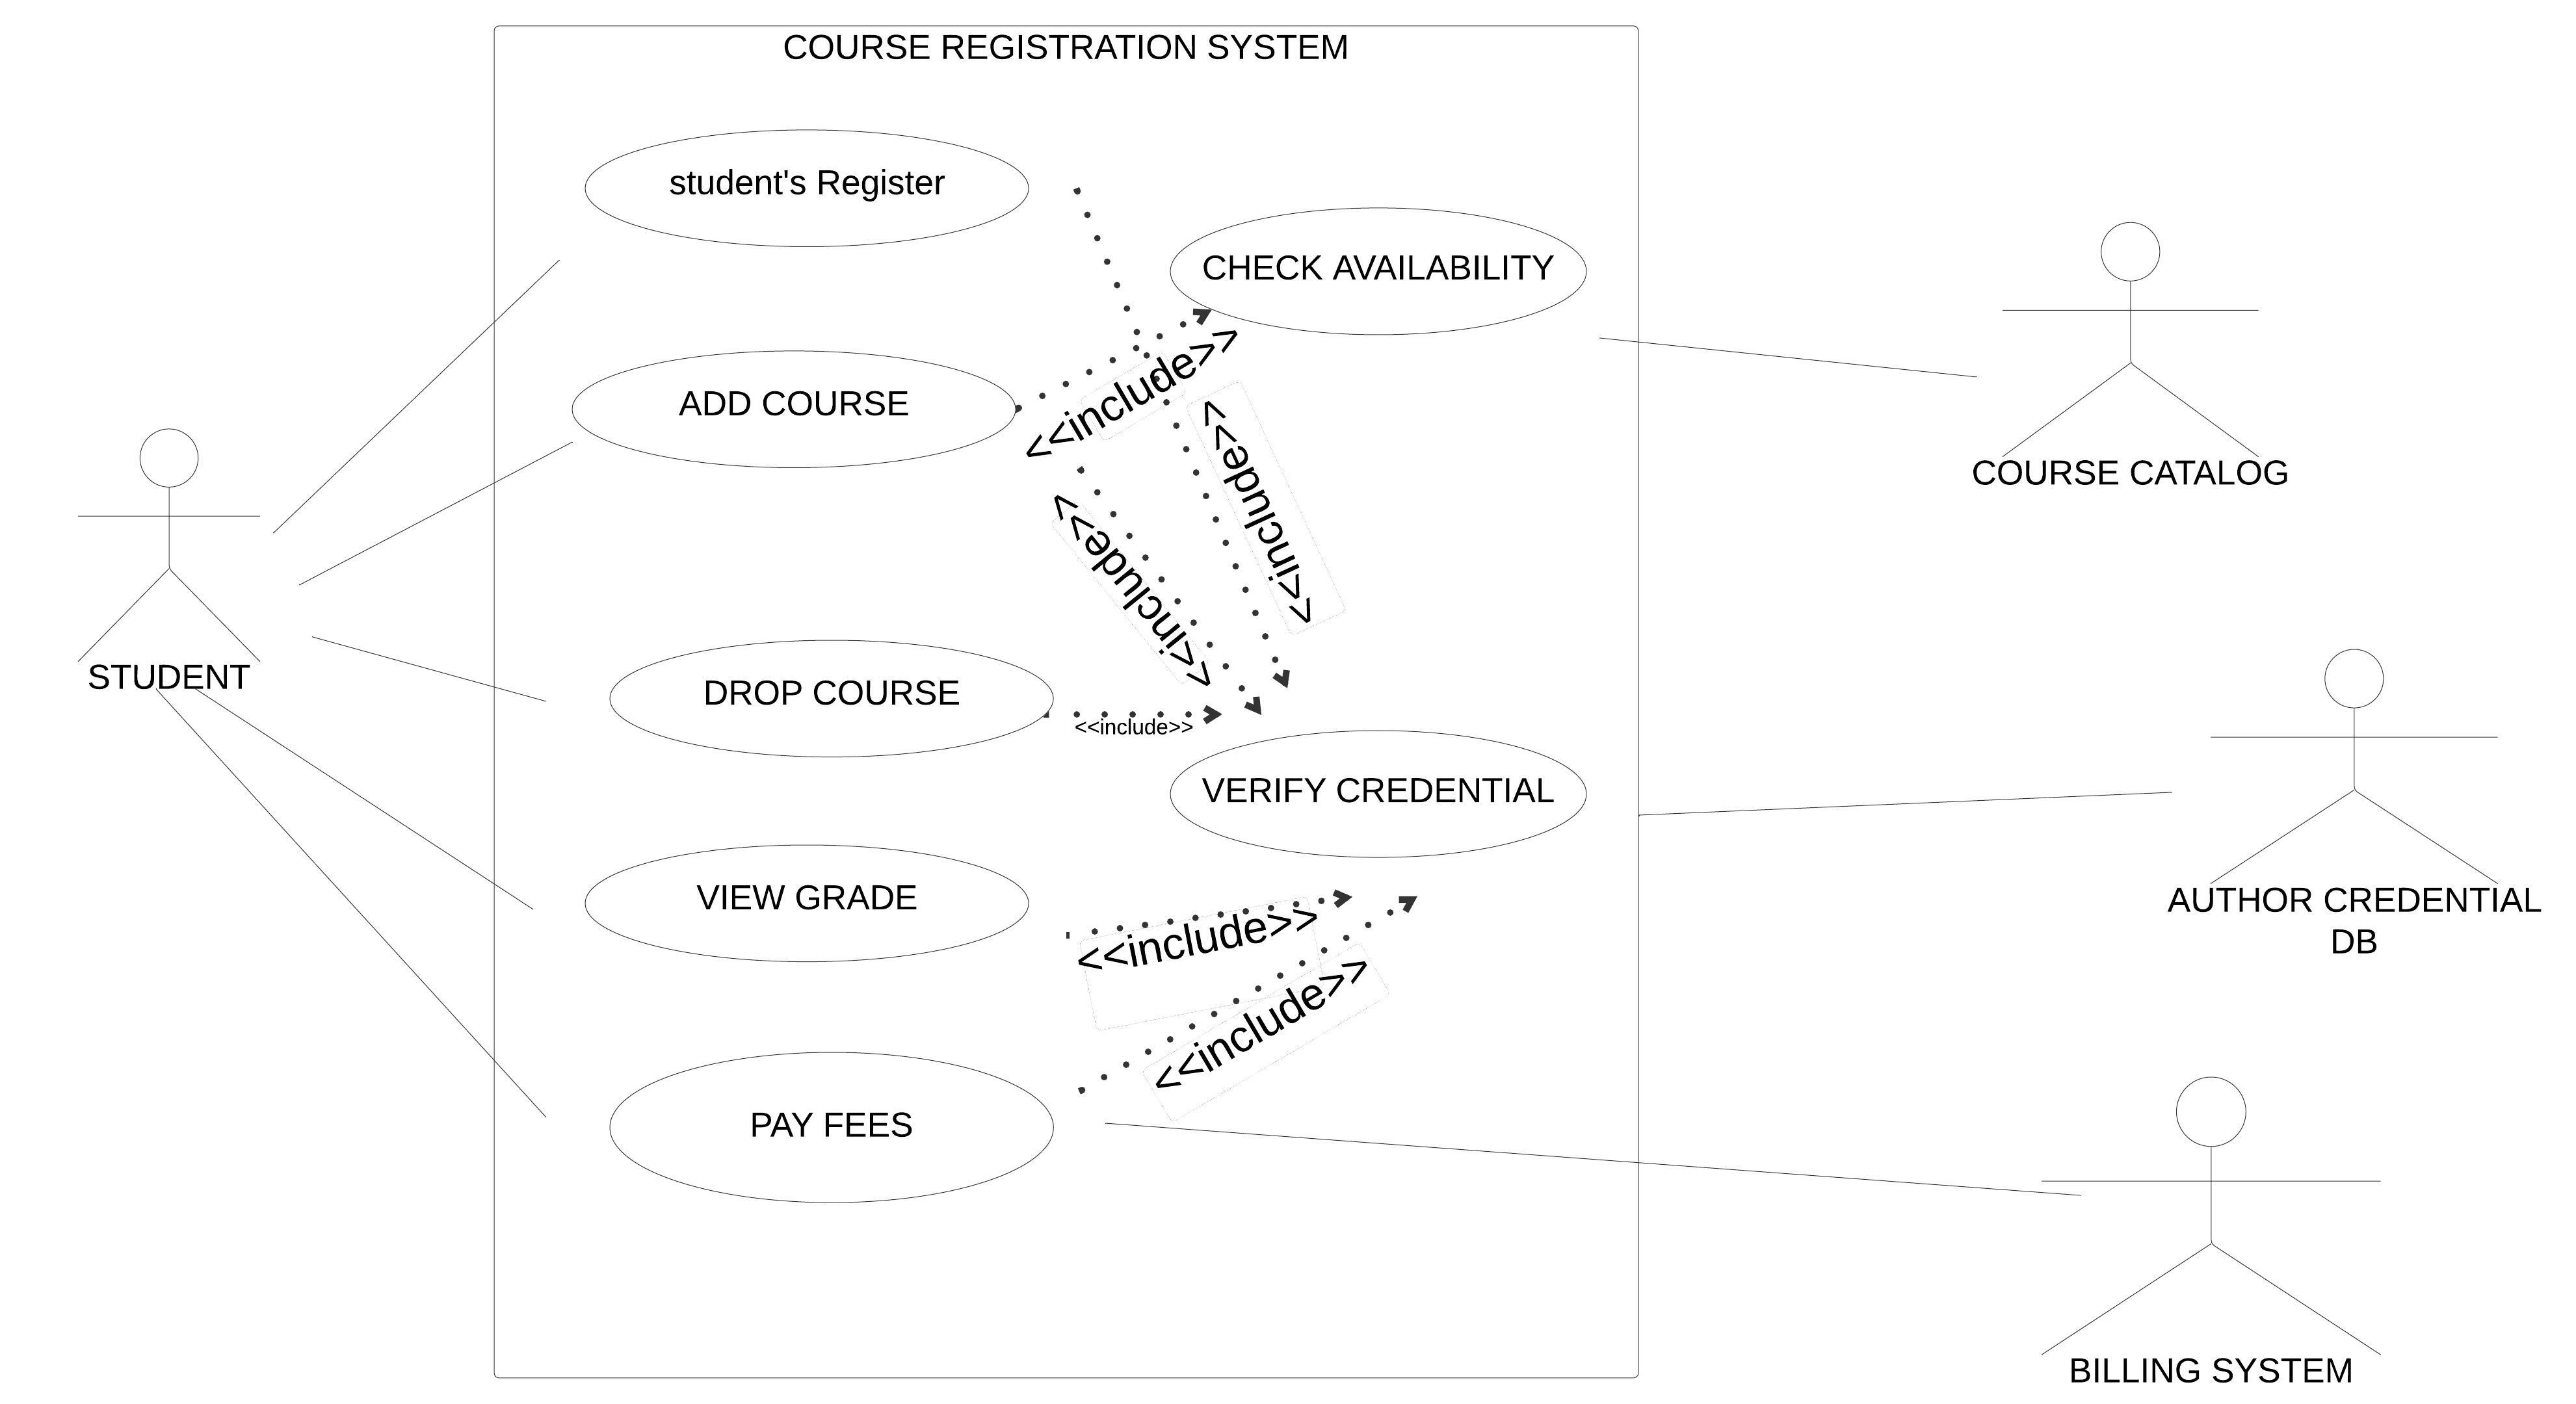 COURSE REGISTRATION SYSTEM
student's Register
CHECK AVAILABILITY
<<include>>
ADD COURSE
<<include>>
<<include>>
COURSE CATALOG
STUDENT
DROP COURSE
<<include>>
VERIFY CREDENTIAL
VIEW GRADE
<<include>>
AUTHOR CREDENTIAL
DB
<<include>>
PAY FEES
BILLING SYSTEM